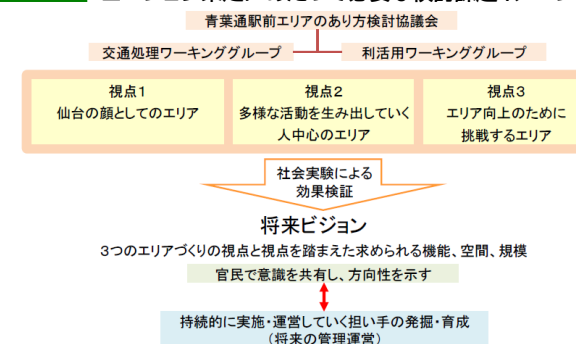 青葉通駅前エリアのあり方検討協議会
交通処理ワーキンググループ
利活用ワーキンググループ
視点1
仙台の顔としてのエリア
視点2
多様な活動を生み出していく
人中心のエリア
視点3
エリア向上のために
挑戦するエリア
社会実験による
効果検証
将来ビジョン
3つのエリアづくりの視点と視点を踏まえた求められる機能、空間、規模
官民で意識を共有し、方向性を示す
持続的に実施・運営していく担い手の発掘・育成
(将来の管理運営)